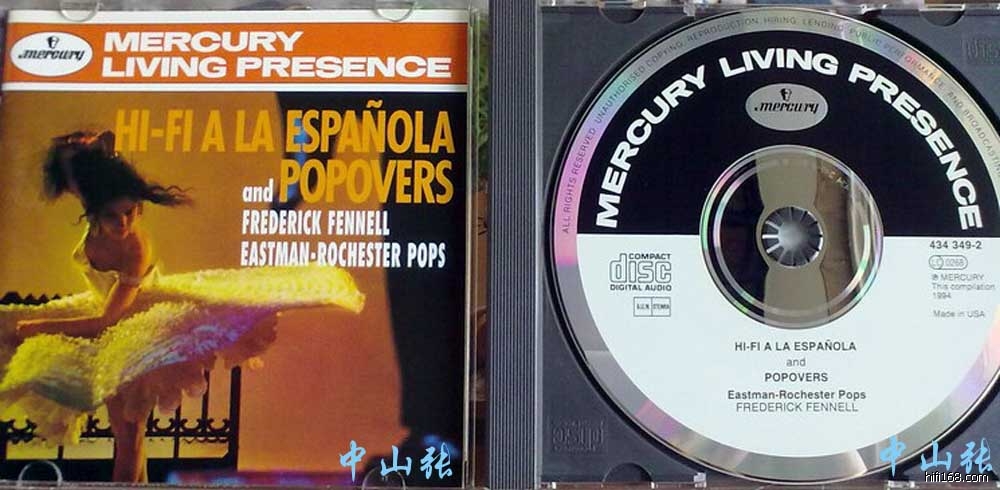 mercury
MERCURY
LIVING PRESENCE
HI-FI A LA ESPAÑOLA
and POPOVERS
FREDERICK FENNELL
EASTMAN-ROCHESTER POPS
中山张
ALL RIGHTS RESERVED. UNAUTHORISED COPYING, REPRODUCTION, HIRING, LENDING, PUBLIC PERFORMANCE AND BROADCASTING
MERCURY LIVING PRESENCE
mercury
COMPACT
disc
DIGITAL AUDIO
S.I.A.E. STEMRA
434 349-2
LC 0268
℗ MERCURY
This compilation
1994
Made in USA
HI-FI A LA ESPAÑOLA
and
POPOVERS
Eastman-Rochester Pops
FREDERICK FENNELL
中山张
hifi168.com